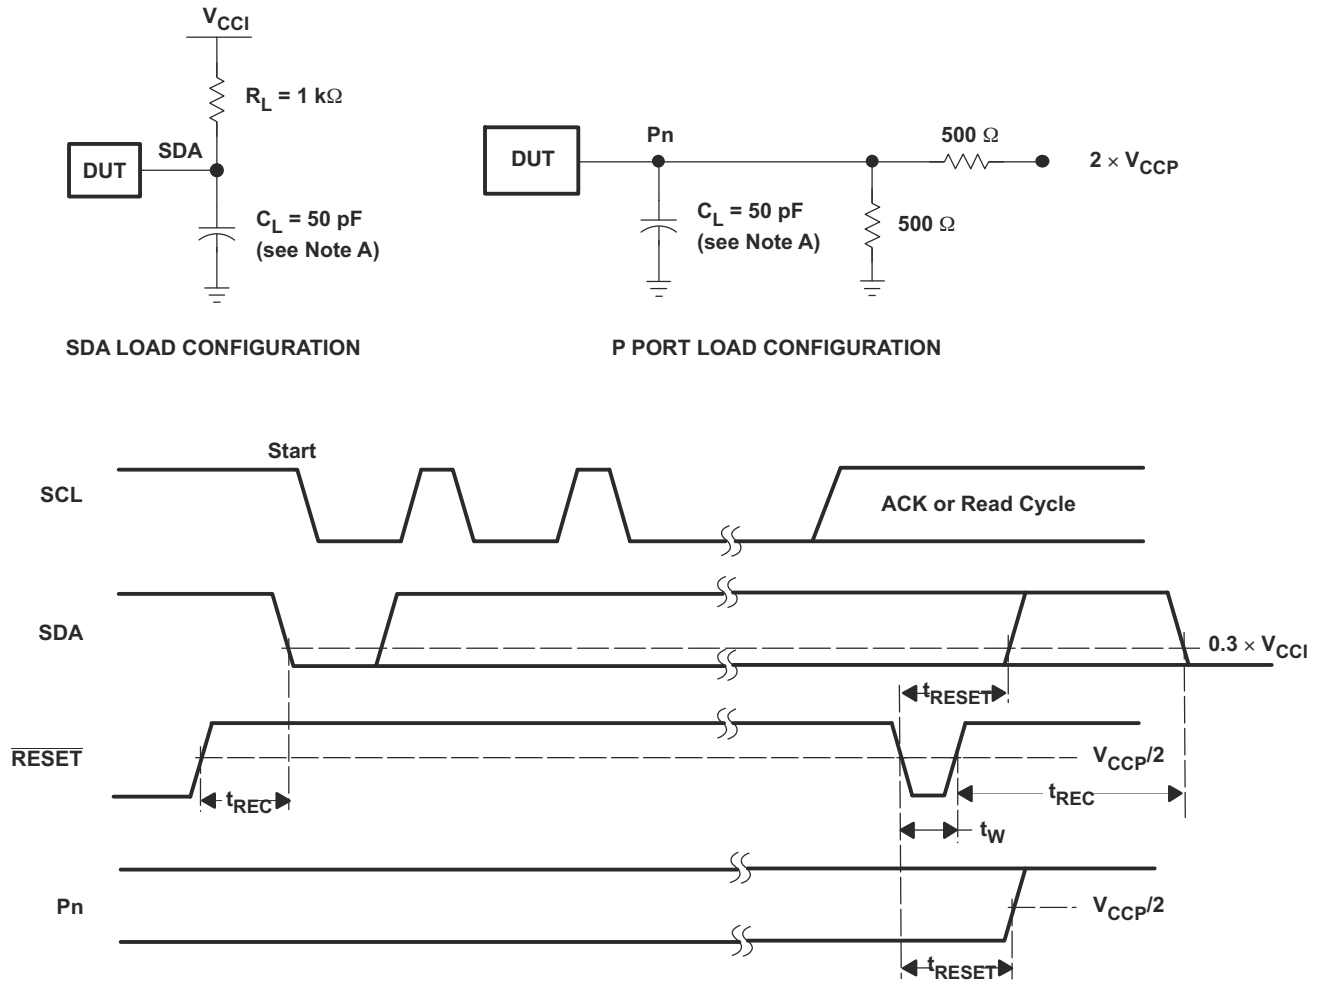 VCCI
RL = 1 kΩ
DUT
SDA
CL = 50 pF
(see Note A)
SDA LOAD CONFIGURATION
DUT
Pn
500 Ω
2 × VCCP
CL = 50 pF
(see Note A)
500 Ω
P PORT LOAD CONFIGURATION
Start
SCL
ACK or Read Cycle
SDA
0.3 × VCCI
tRESET
RESET
VCCP/2
tREC
tREC
tW
Pn
VCCP/2
tRESET